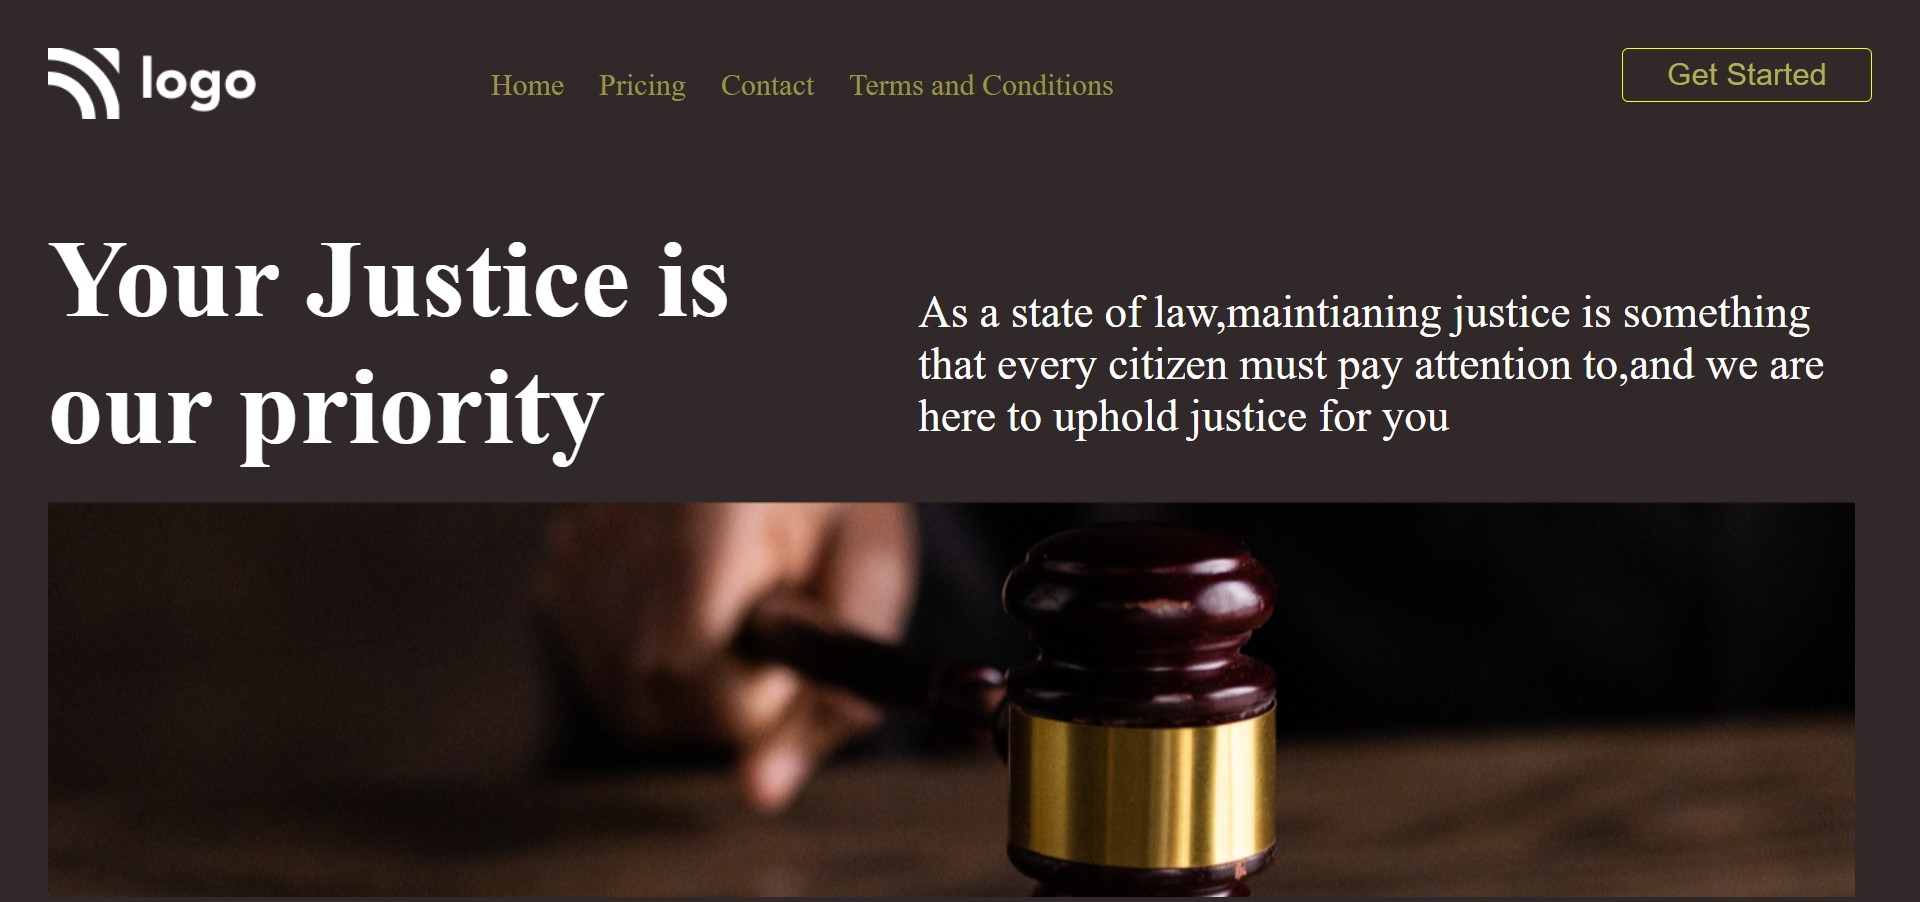 logo
Home Pricing Contact Terms and Conditions
Get Started
Your Justice is
our priority
As a state of law,maintianing justice is something
that every citizen must pay attention to,and we are
here to uphold justice for you